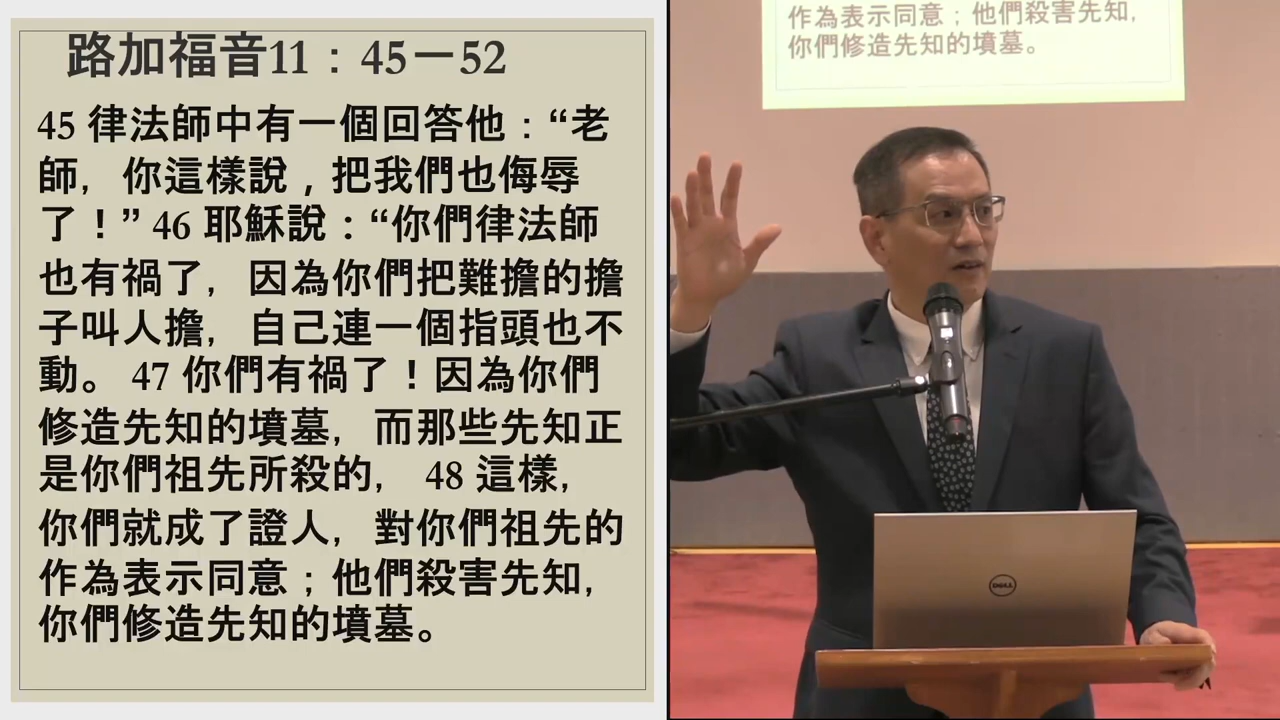 路加福音11：45－52
45 律法師中有一個回答他：“老
師，你這樣說，把我們也侮辱
了！” 46 耶穌說：“你們律法師
也有禍了，因為你們把難擔的擔
子叫人擔，自己連一個指頭也不
動。 47 你們有禍了！因為你們
修造先知的墳墓，而那些先知正
是你們祖先所殺的， 48 這樣，
你們就成了證人，對你們祖先的
作為表示同意；他們殺害先知，
你們修造先知的墳墓。
作為表示同意；他們殺害先知，
你們修造先知的墳墓。
DELL